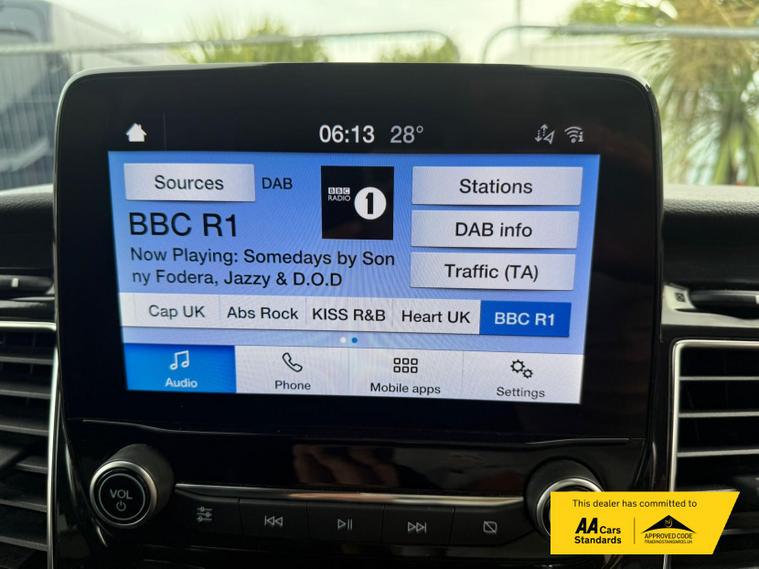 06:13 28°
Sources DAB
BBC RADIO 1
Stations
BBC R1
DAB info
Now Playing: Somedays by Son
ny Fodera, Jazzy & D.O.D
Traffic (TA)
Cap UK Abs Rock KISS R&B Heart UK BBC R1
Audio Phone Mobile apps Settings
VOL
This dealer has committed to
AA Cars
Standards
APPROVED CODE
TRADINGSTANDARDS.UK